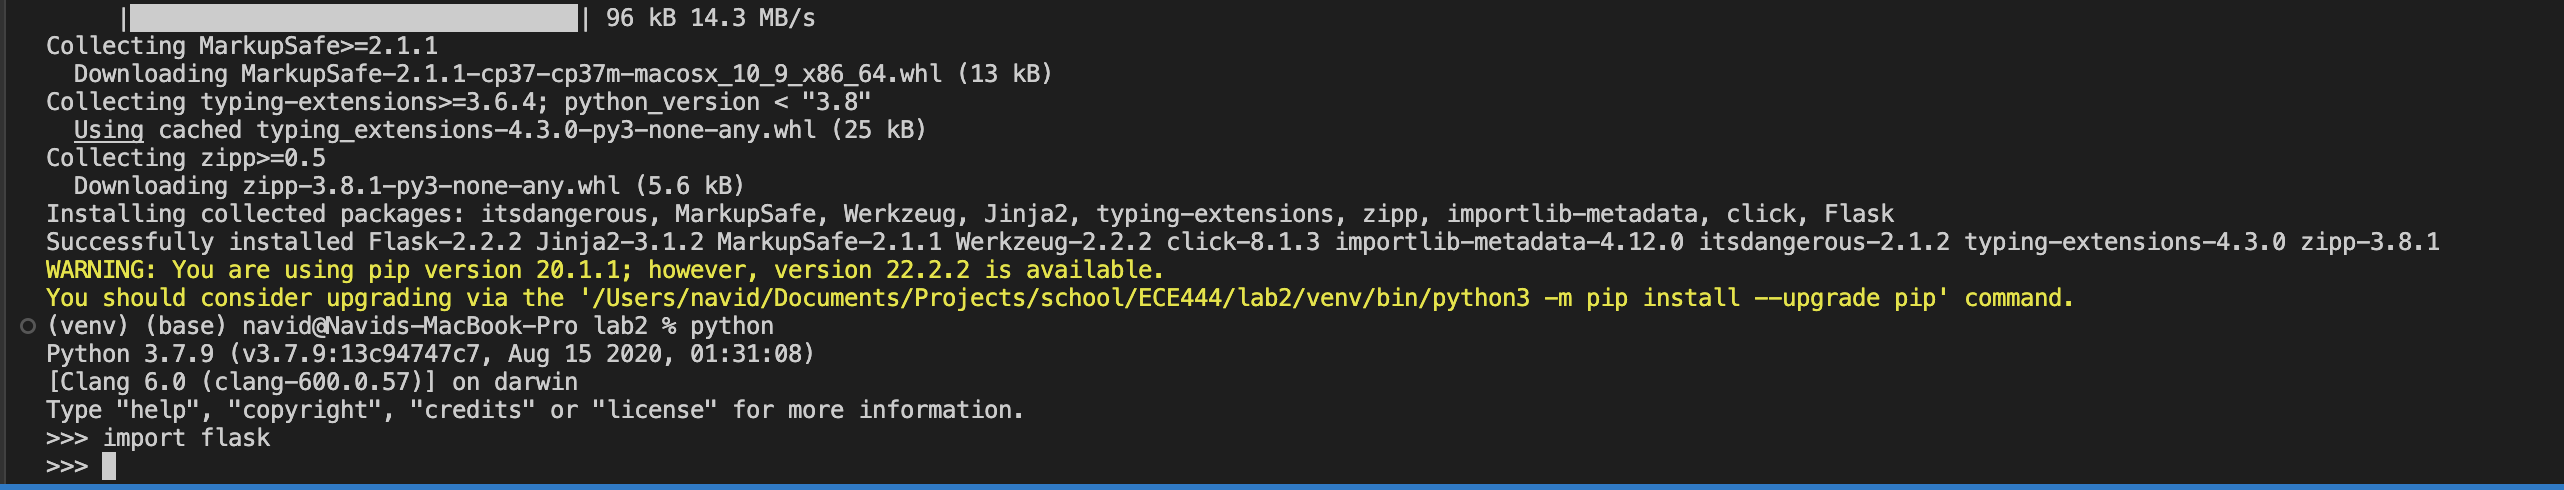 |████████████████████████████████| 96 kB 14.3 MB/s
Collecting MarkupSafe>=2.1.1
Downloading MarkupSafe-2.1.1-cp37-cp37m-macosx_10_9_x86_64.whl (13 kB)
Collecting typing-extensions>=3.6.4; python_version < "3.8"
Using cached typing_extensions-4.3.0-py3-none-any.whl (25 kB)
Collecting zipp>=0.5
Downloading zipp-3.8.1-py3-none-any.whl (5.6 kB)
Installing collected packages: itsdangerous, MarkupSafe, Werkzeug, Jinja2, typing-extensions, zipp, importlib-metadata, click, Flask
Successfully installed Flask-2.2.2 Jinja2-3.1.2 MarkupSafe-2.1.1 Werkzeug-2.2.2 click-8.1.3 importlib-metadata-4.12.0 itsdangerous-2.1.2 typing-extensions-4.3.0 zipp-3.8.1
WARNING: You are using pip version 20.1.1; however, version 22.2.2 is available.
You should consider upgrading via the '/Users/navid/Documents/Projects/school/ECE444/lab2/venv/bin/python3 -m pip install --upgrade pip' command.
(venv) (base) navid@Navids-MacBook-Pro lab2 % python
Python 3.7.9 (v3.7.9:13c94747c7, Aug 15 2020, 01:31:08)
[Clang 6.0 (clang-600.0.57)] on darwin
Type "help", "copyright", "credits" or "license" for more information.
>>> import flask
>>>